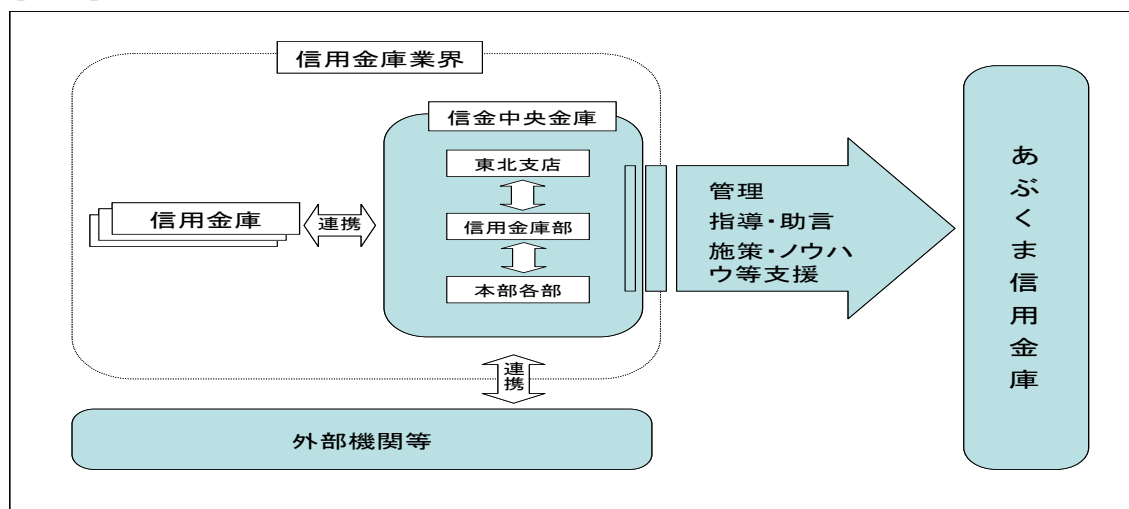 信用金庫業界
信金中央金庫
東北支店
信用金庫
連携
信用金庫部
本部各部
管理
指導・助言
施策・ノウハ
ウ等支援
あぶくま信用金庫
連携
外部機関等